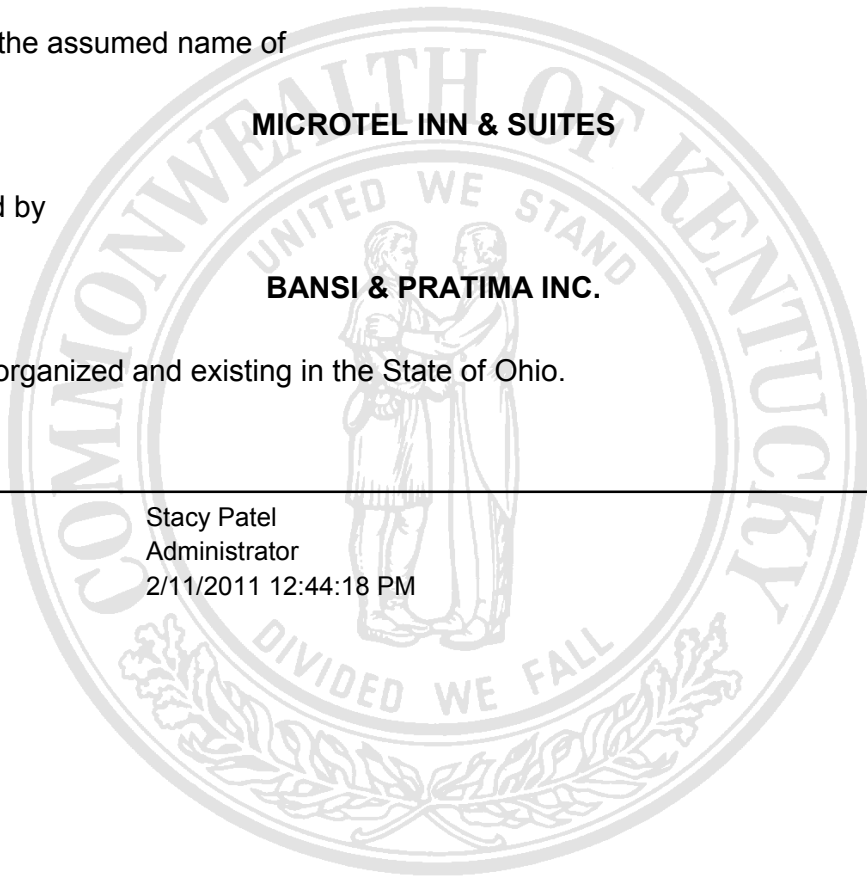 the assumed name of
MICROTEL INN & SUITES
d by
BANSI & PRATIMA INC.
organized and existing in the State of Ohio.
Stacy Patel
Administrator
2/11/2011 12:44:18 PM
COMMONWEALTH OF KENTUCKY
UNITED WE STAND
DIVIDED WE FALL